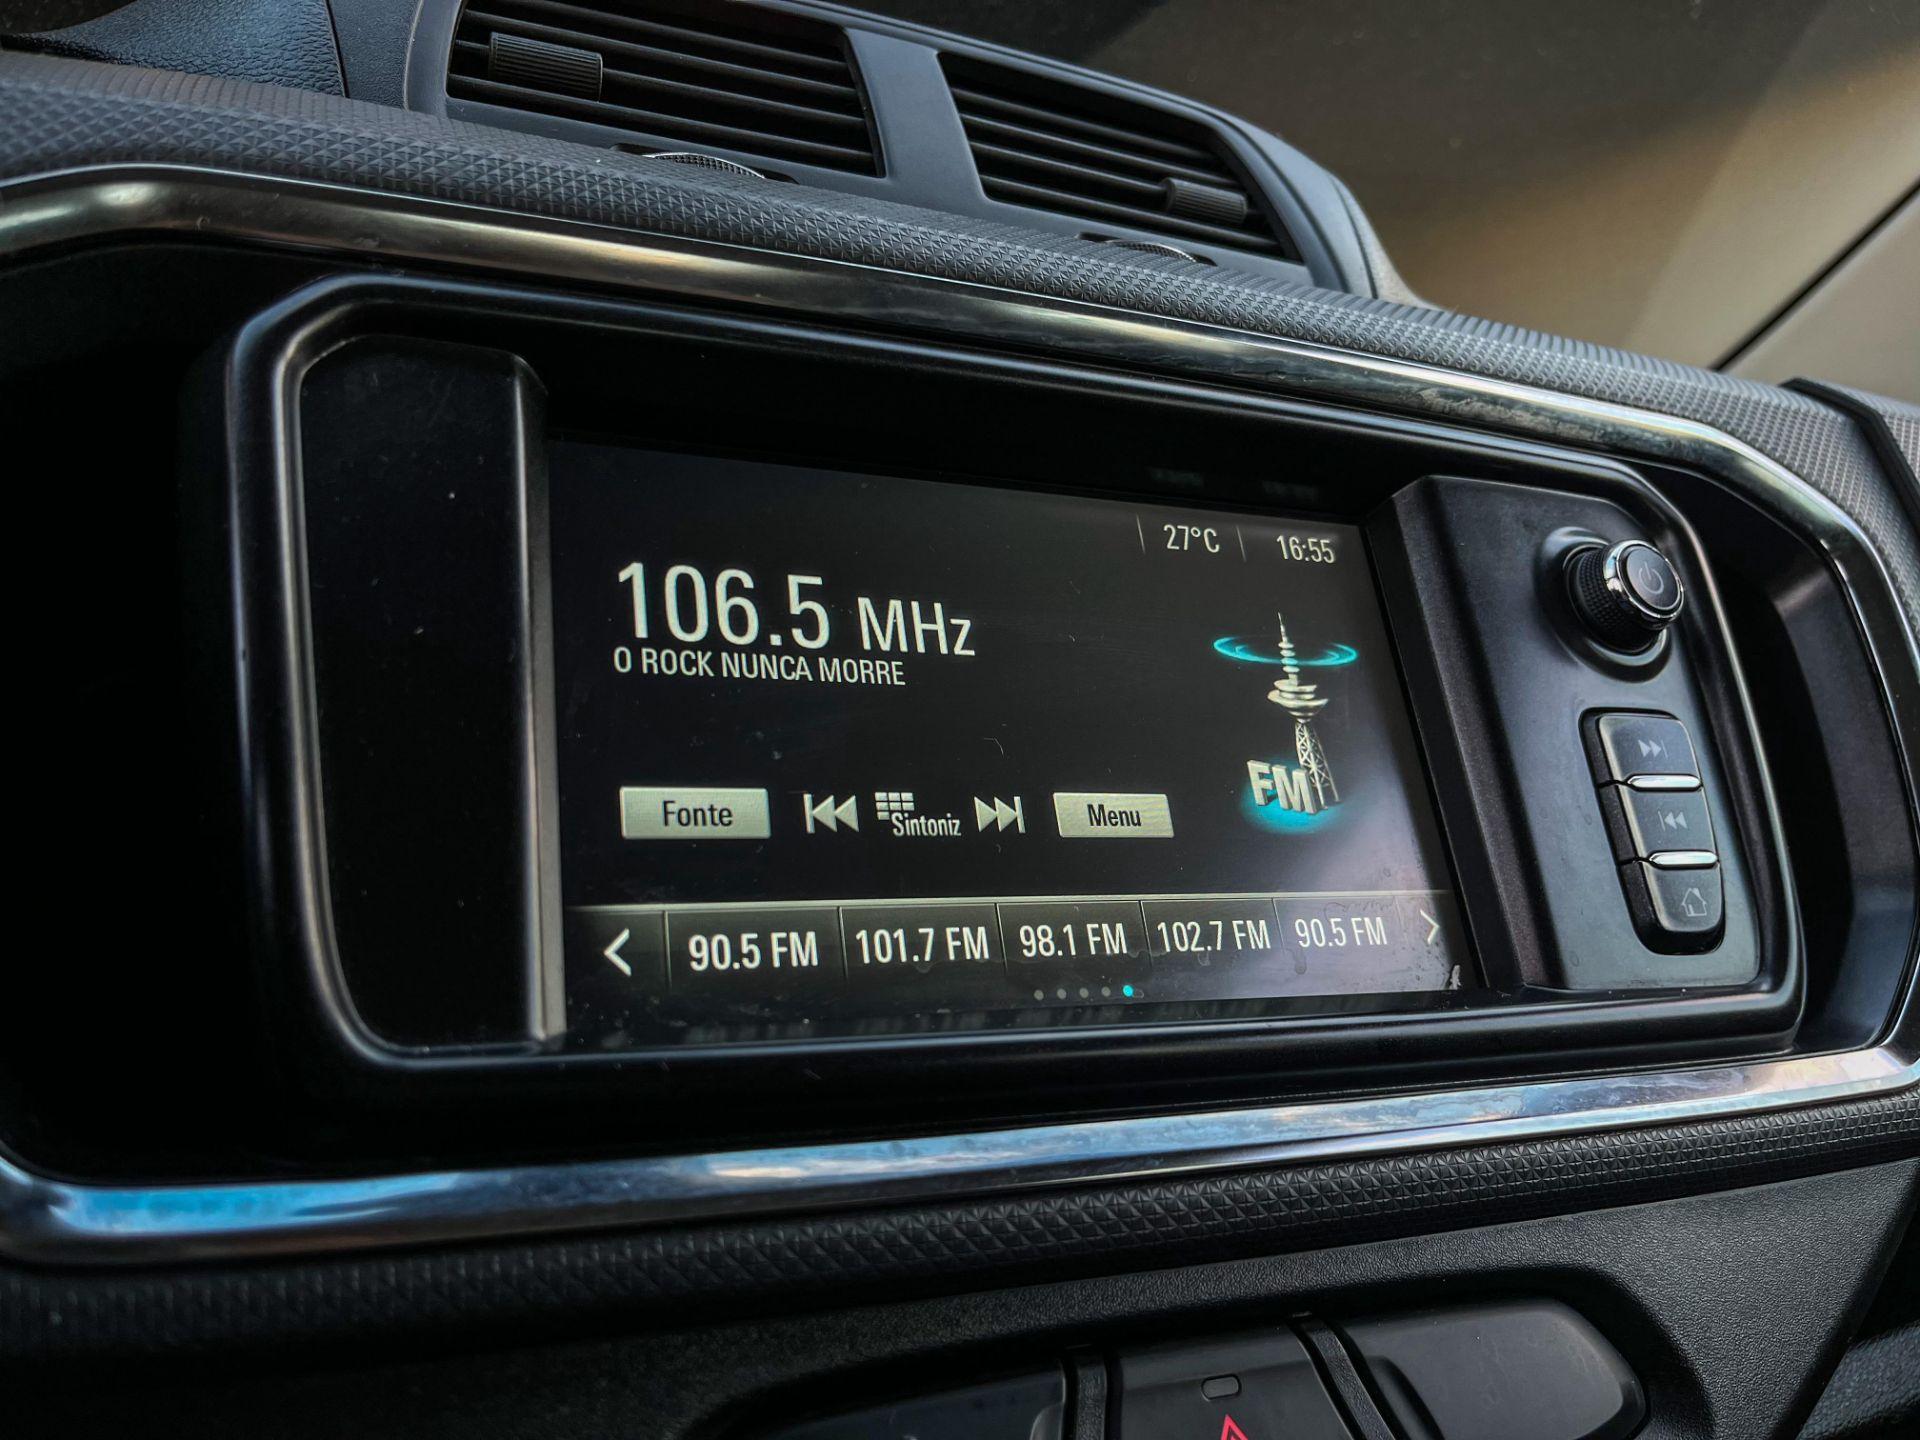 27°C 16:55
106.5 MHz
O ROCK NUNCA MORRE
FM
Fonte Sintoniz Menu
90.5 FM 101.7 FM 98.1 FM 102.7 FM 90.5 FM